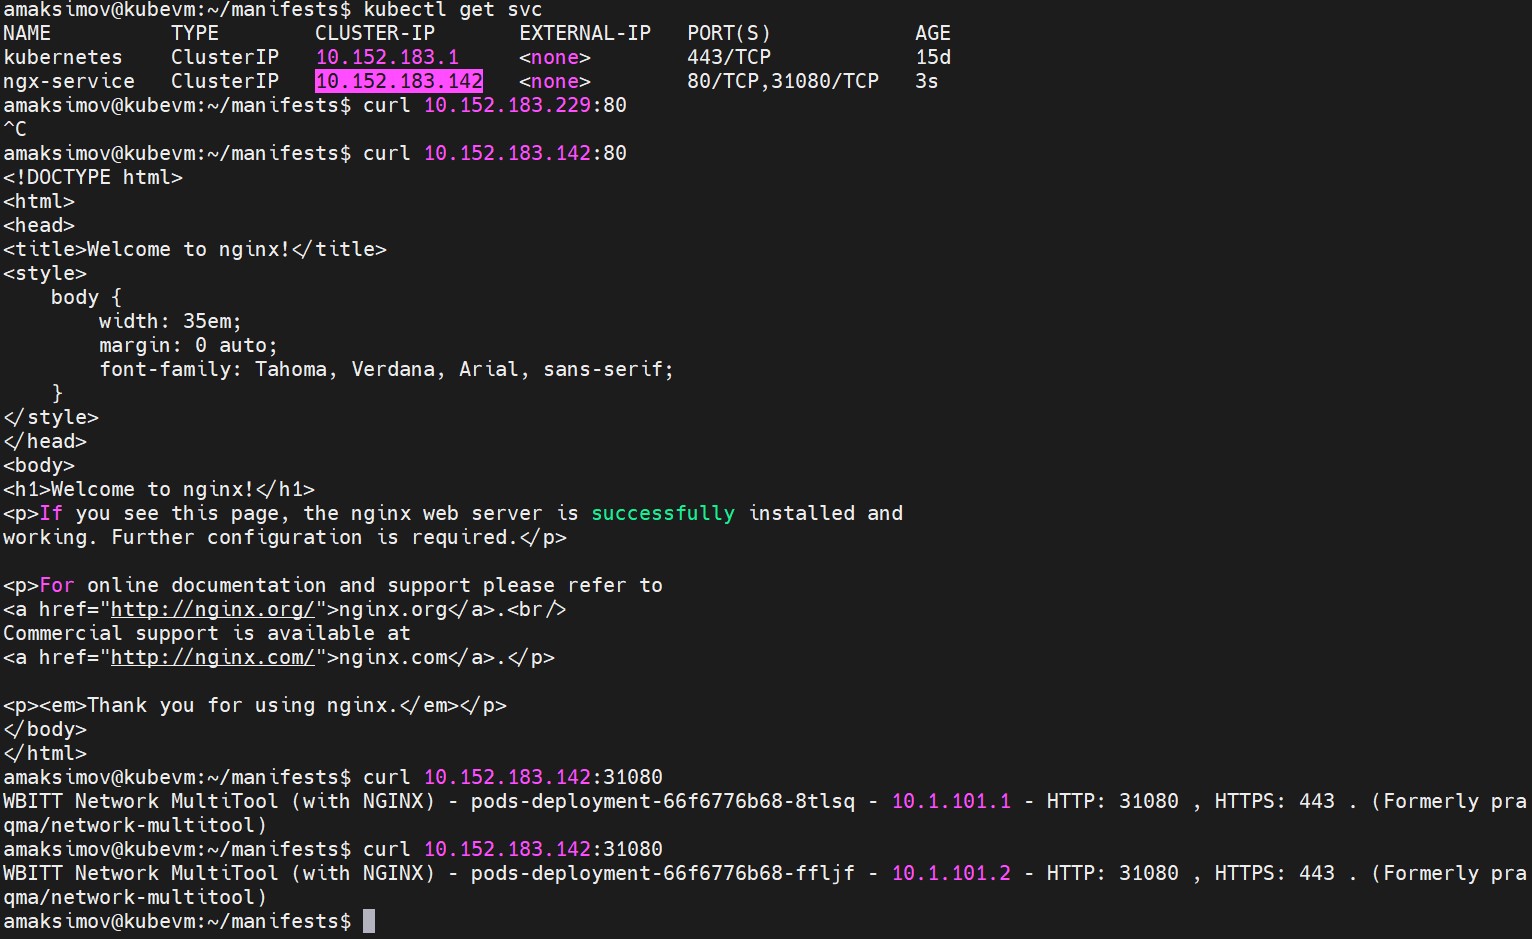 amaksimov@kubevm:~/manifests$ kubectl get svc
NAME          TYPE        CLUSTER-IP       EXTERNAL-IP   PORT(S)            AGE
kubernetes    ClusterIP   10.152.183.1     <none>        443/TCP            15d
ngx-service   ClusterIP   10.152.183.142   <none>        80/TCP,31080/TCP   3s
amaksimov@kubevm:~/manifests$ curl 10.152.183.229:80
^C
amaksimov@kubevm:~/manifests$ curl 10.152.183.142:80
<!DOCTYPE html>
<html>
<head>
<title>Welcome to nginx!</title>
<style>
    body {
        width: 35em;
        margin: 0 auto;
        font-family: Tahoma, Verdana, Arial, sans-serif;
    }
</style>
</head>
<body>
<h1>Welcome to nginx!</h1>
<p>If you see this page, the nginx web server is successfully installed and
working. Further configuration is required.</p>

<p>For online documentation and support please refer to
<a href="http://nginx.org/">nginx.org</a>.<br/>
Commercial support is available at
<a href="http://nginx.com/">nginx.com</a>.</p>

<p><em>Thank you for using nginx.</em></p>
</body>
</html>
amaksimov@kubevm:~/manifests$ curl 10.152.183.142:31080
WBITT Network MultiTool (with NGINX) - pods-deployment-66f6776b68-8tlsq - 10.1.101.1 - HTTP: 31080 , HTTPS: 443 . (Formerly pra
qma/network-multitool)
amaksimov@kubevm:~/manifests$ curl 10.152.183.142:31080
WBITT Network MultiTool (with NGINX) - pods-deployment-66f6776b68-ffljf - 10.1.101.2 - HTTP: 31080 , HTTPS: 443 . (Formerly pra
qma/network-multitool)
amaksimov@kubevm:~/manifests$